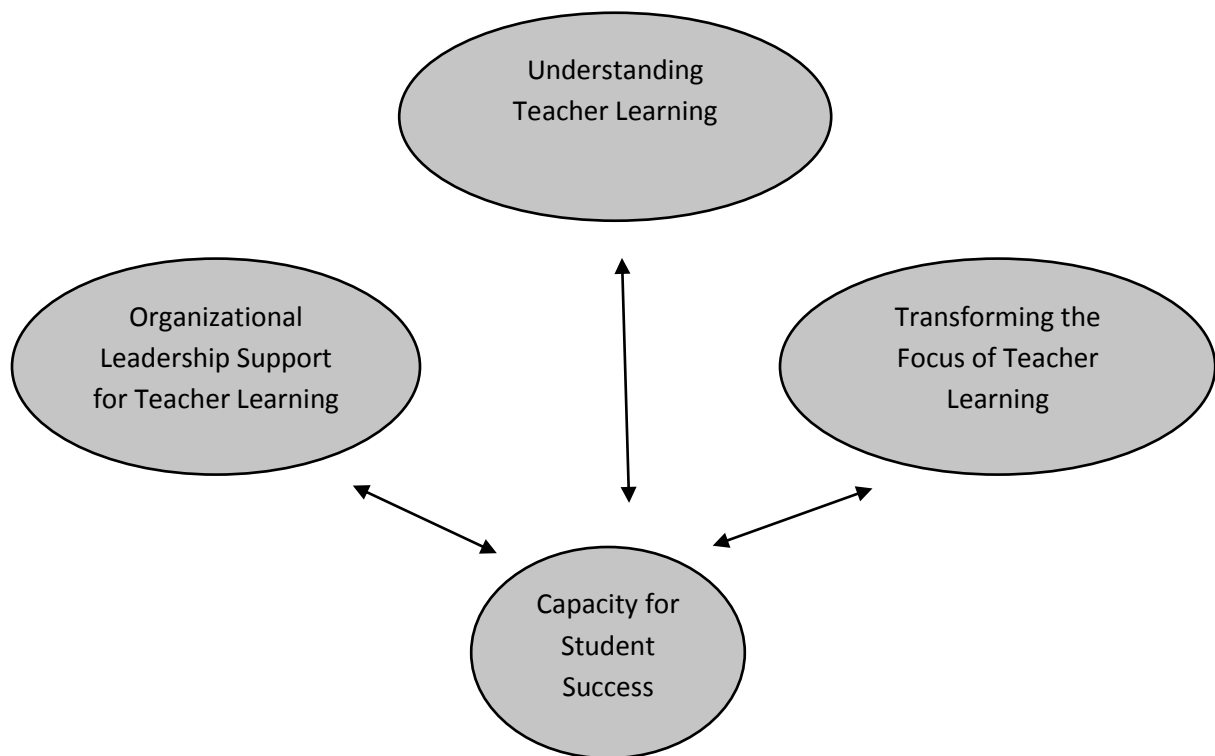 Understanding
Teacher Learning
Organizational
Leadership Support
for Teacher Learning
Transforming the
Focus of Teacher
Learning
Capacity for
Student
Success